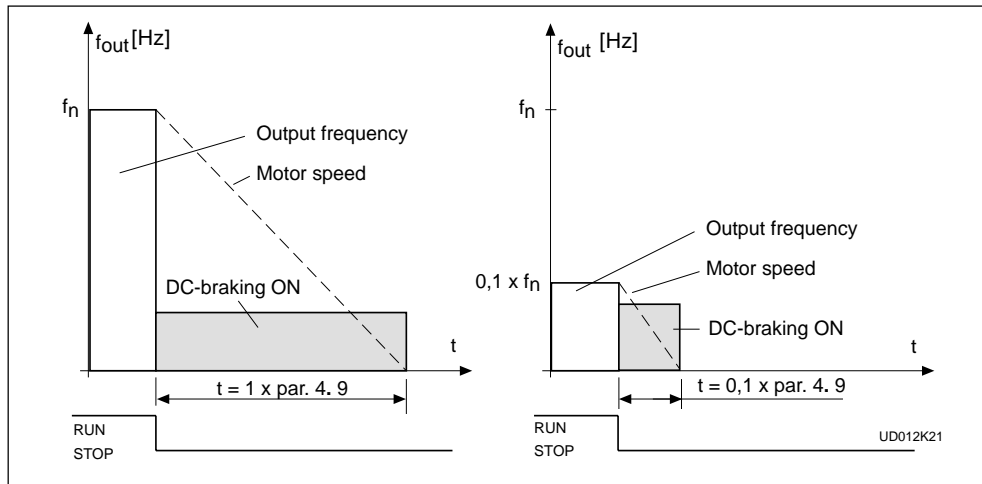 fout [Hz]
fn
Output frequency
Motor speed
DC-braking ON
t
t = 1 x par. 4. 9
RUN
STOP
fout [Hz]
fn
Output frequency
Motor speed
0,1 x fn
DC-braking ON
t
t = 0,1 x par. 4. 9
RUN
STOP
UD012K21